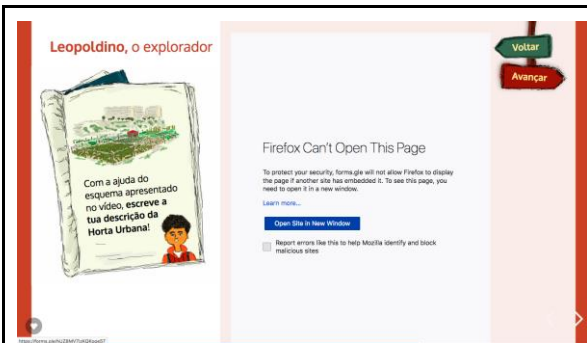 Leopoldino, o explorador
Com a ajuda do
esquema apresentado
no vídeo, escreve a
tua descrição da
Horta Urbana!
Firefox Can't Open This Page
To protect your security, forms.gle will not allow Firefox to display
the page if another site has embedded it. To see this page, you
need to open it in a new window.
Learn more...
Open Site in New Window
Report errors like this to help Mozilla identify and block
malicious sites
Voltar
Avançar